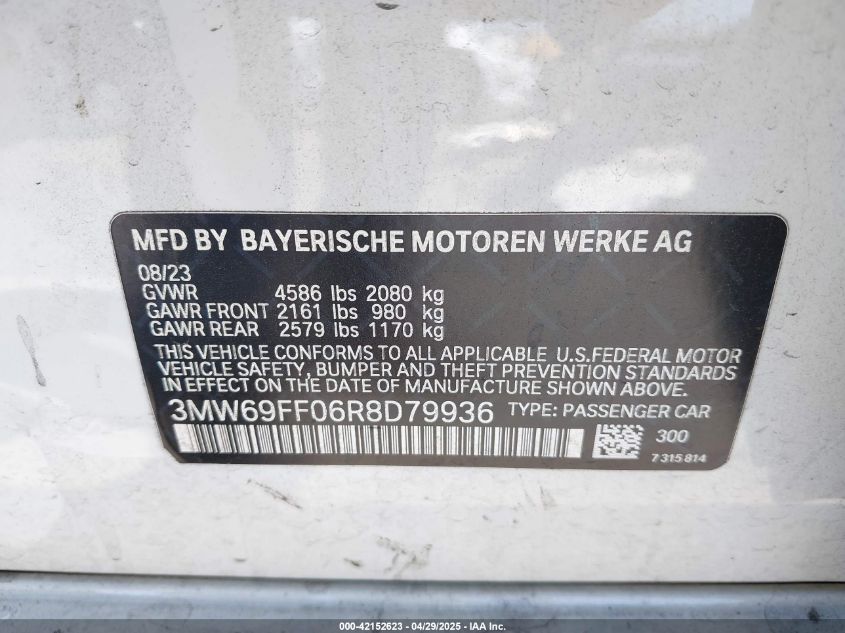 MFD BY BAYERISCHE MOTOREN WERKE AG
08/23
GVWR 4586 lbs 2080 kg
GAWR FRONT 2161 lbs 980 kg
GAWR REAR 2579 lbs 1170 kg
THIS VEHICLE CONFORMS TO ALL APPLICABLE U.S.FEDERAL MOTOR
VEHICLE SAFETY, BUMPER AND THEFT PREVENTION STANDARDS
IN EFFECT ON THE DATE OF MANUFACTURE SHOWN ABOVE.
3MW69FF06R8D79936 TYPE: PASSENGER CAR
300
7315814
000-42152623 - 04/29/2025 - IAA Inc.